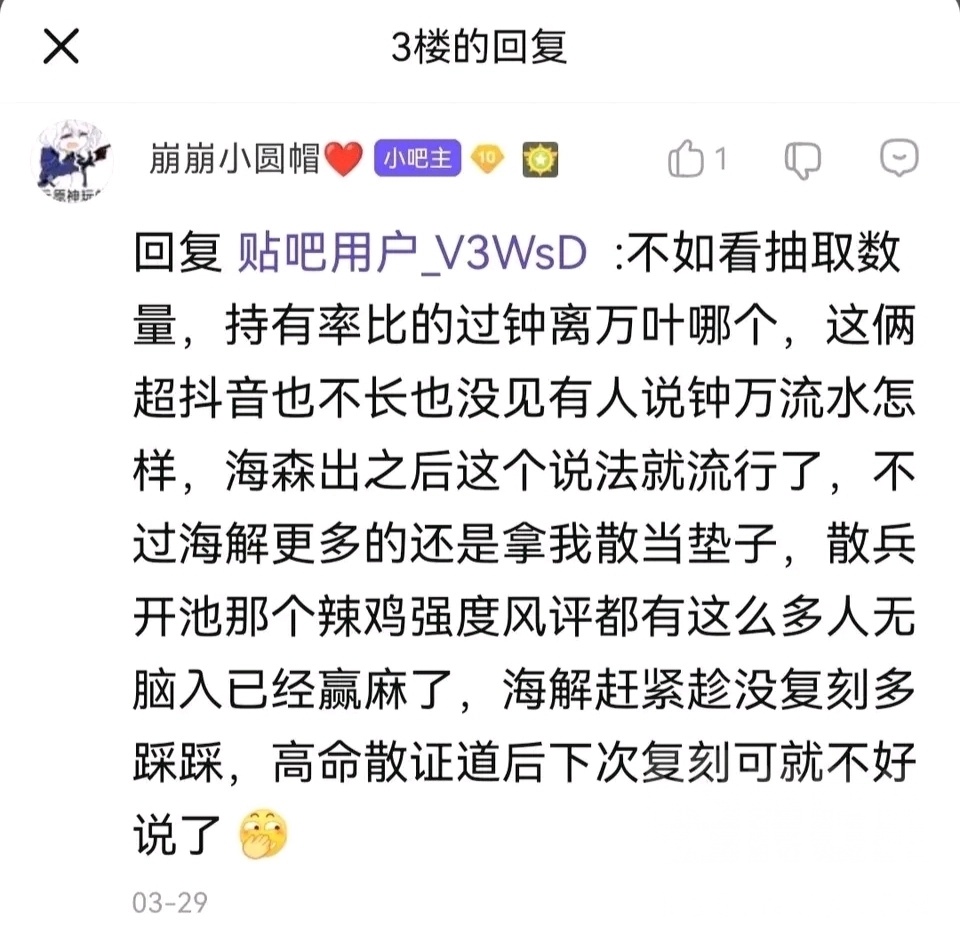 3楼的回复
崩崩小圆帽❤️ 小吧主 10 1
原神玩
回复 贴吧用户_V3WsD :不如看抽取数
量，持有率比的过钟离万叶哪个，这俩
超抖音也不长也没见有人说钟万流水怎
样，海森出之后这个说法就流行了，不
过海解更多的还是拿我散当垫子，散兵
开池那个辣鸡强度风评都有这么多人无
脑入已经赢麻了，海解赶紧趁没复刻多
踩踩，高命散证道后下次复刻可就不好
说了 🤭
03-29